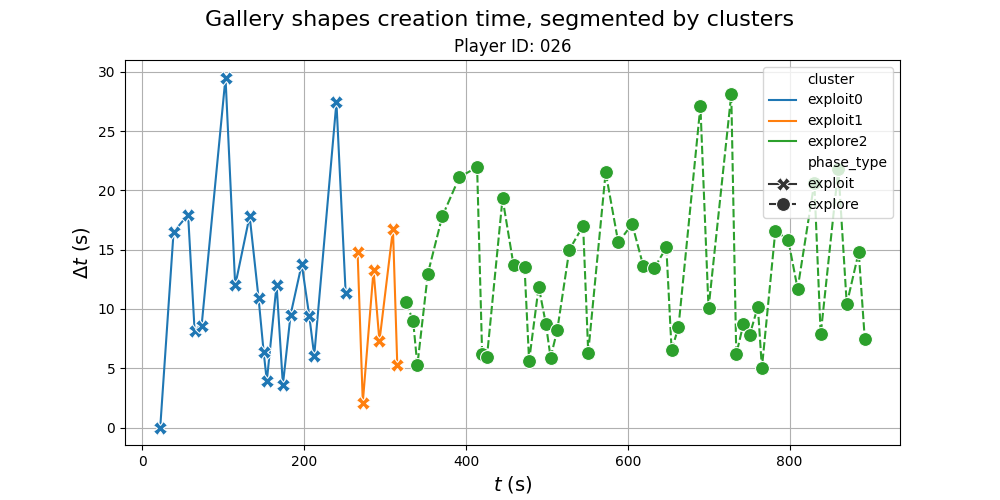 Gallery shapes creation time, segmented by clusters
Player ID: 026
30
25
20
15
10
5
0
Δt (s)
0 200 400 600 800
t (s)
cluster
exploit0
exploit1
explore2
phase_type
exploit
explore